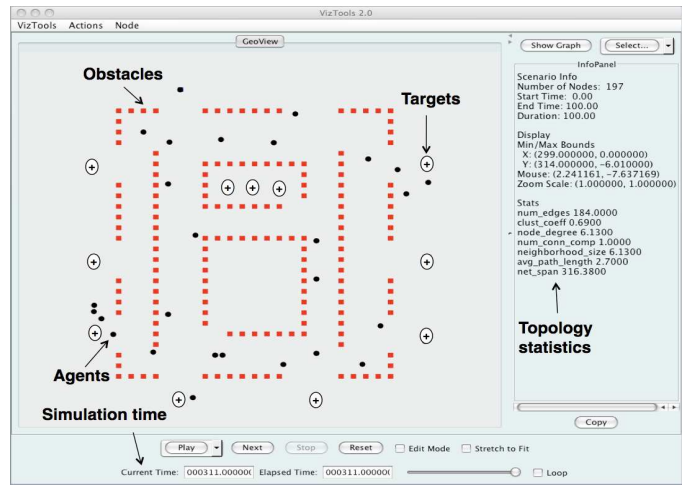 VizTools 2.0
VizTools Actions Node
GeoView
Show Graph Select...
Obstacles
Targets
InfoPanel
Scenario Info
Number of Nodes: 197
Start Time: 0.00
End Time: 100.00
Duration: 100.00
Display
Min/Max Bounds
X: (299.000000, 0.000000)
Y: (314.000000, -6.010000)
Mouse: (2.241161, -7.637169)
Zoom Scale: (1.000000, 1.000000)
Stats
num_edges 184.0000
clust_coeff 0.6900
node_degree 6.1300
num_conn_comp 1.0000
neighborhood_size 6.1300
avg_path_length 2.7000
net_span 316.3800
Topology
statistics
Agents
Simulation time
Copy
Play Next Stop Reset Edit Mode Stretch to Fit
Current Time: 000311.00000( Elapsed Time: 000311.00000( Loop